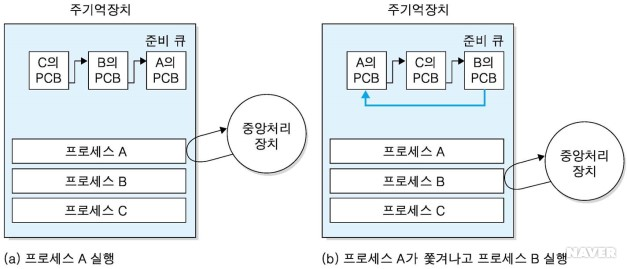 주기억장치
준비 큐
C의
PCB
B의
PCB
A의
PCB
프로세스 A
프로세스 B
프로세스 C
중앙처리
장치
(a) 프로세스 A 실행
주기억장치
준비 큐
A의
PCB
C의
PCB
B의
PCB
프로세스 A
프로세스 B
프로세스 C
중앙처리
장치
(b) 프로세스 A가 쫓겨나고 프로세스 B 실행
NAVER